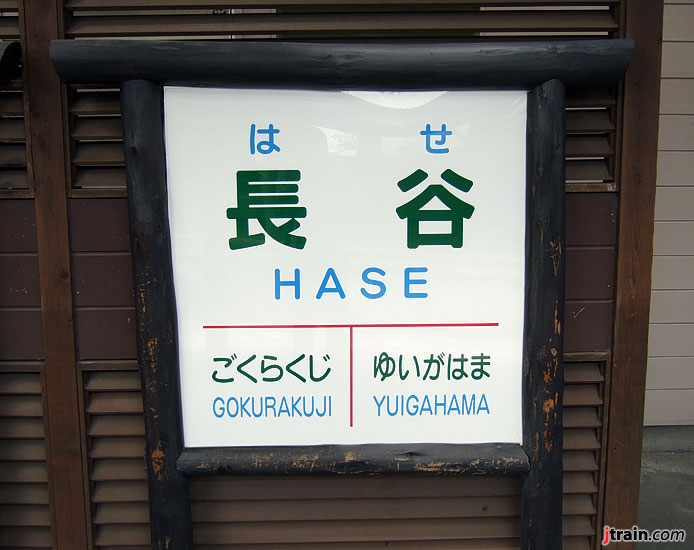 はせ
長谷
HASE
ごくらくじ ゆいがはま
GOKURAKUJI YUIGAHAMA
jtrain.com